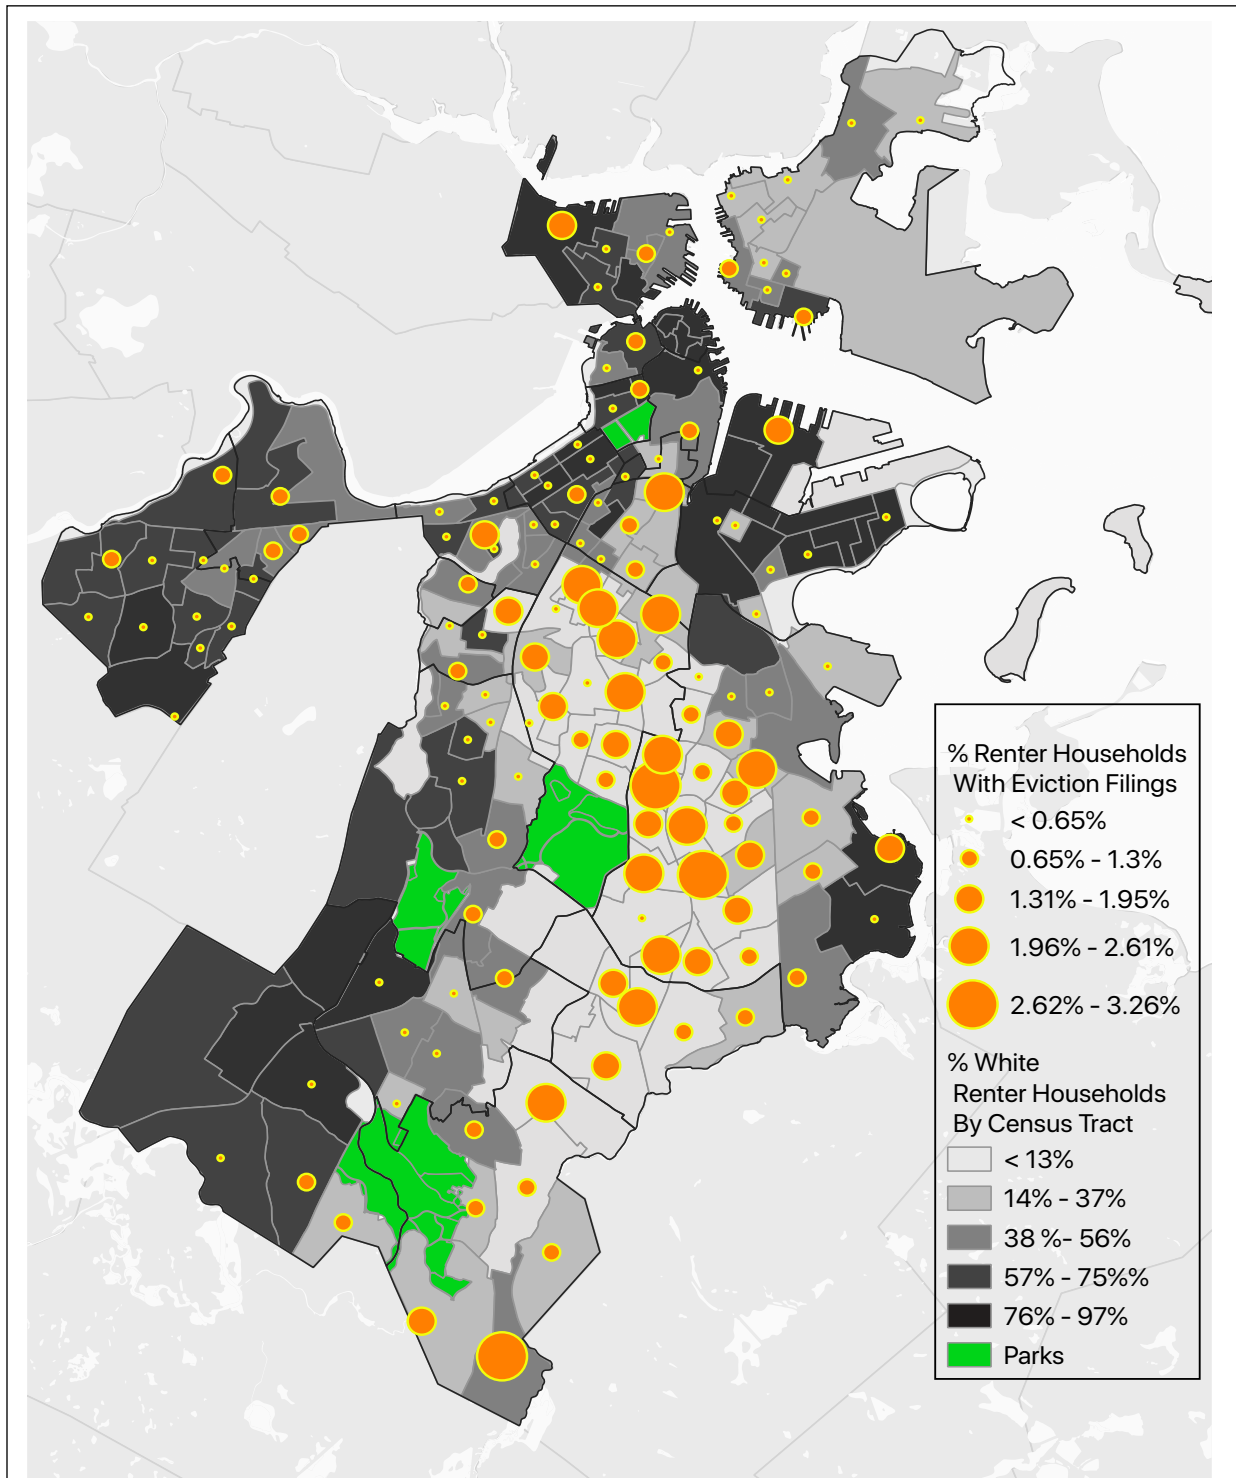 % Renter Households
With Eviction Filings
< 0.65%
0.65% - 1.3%
1.31% - 1.95%
1.96% - 2.61%
2.62% - 3.26%
% White
Renter Households
By Census Tract
< 13%
14% - 37%
38 %- 56%
57% - 75%%
76% - 97%
Parks